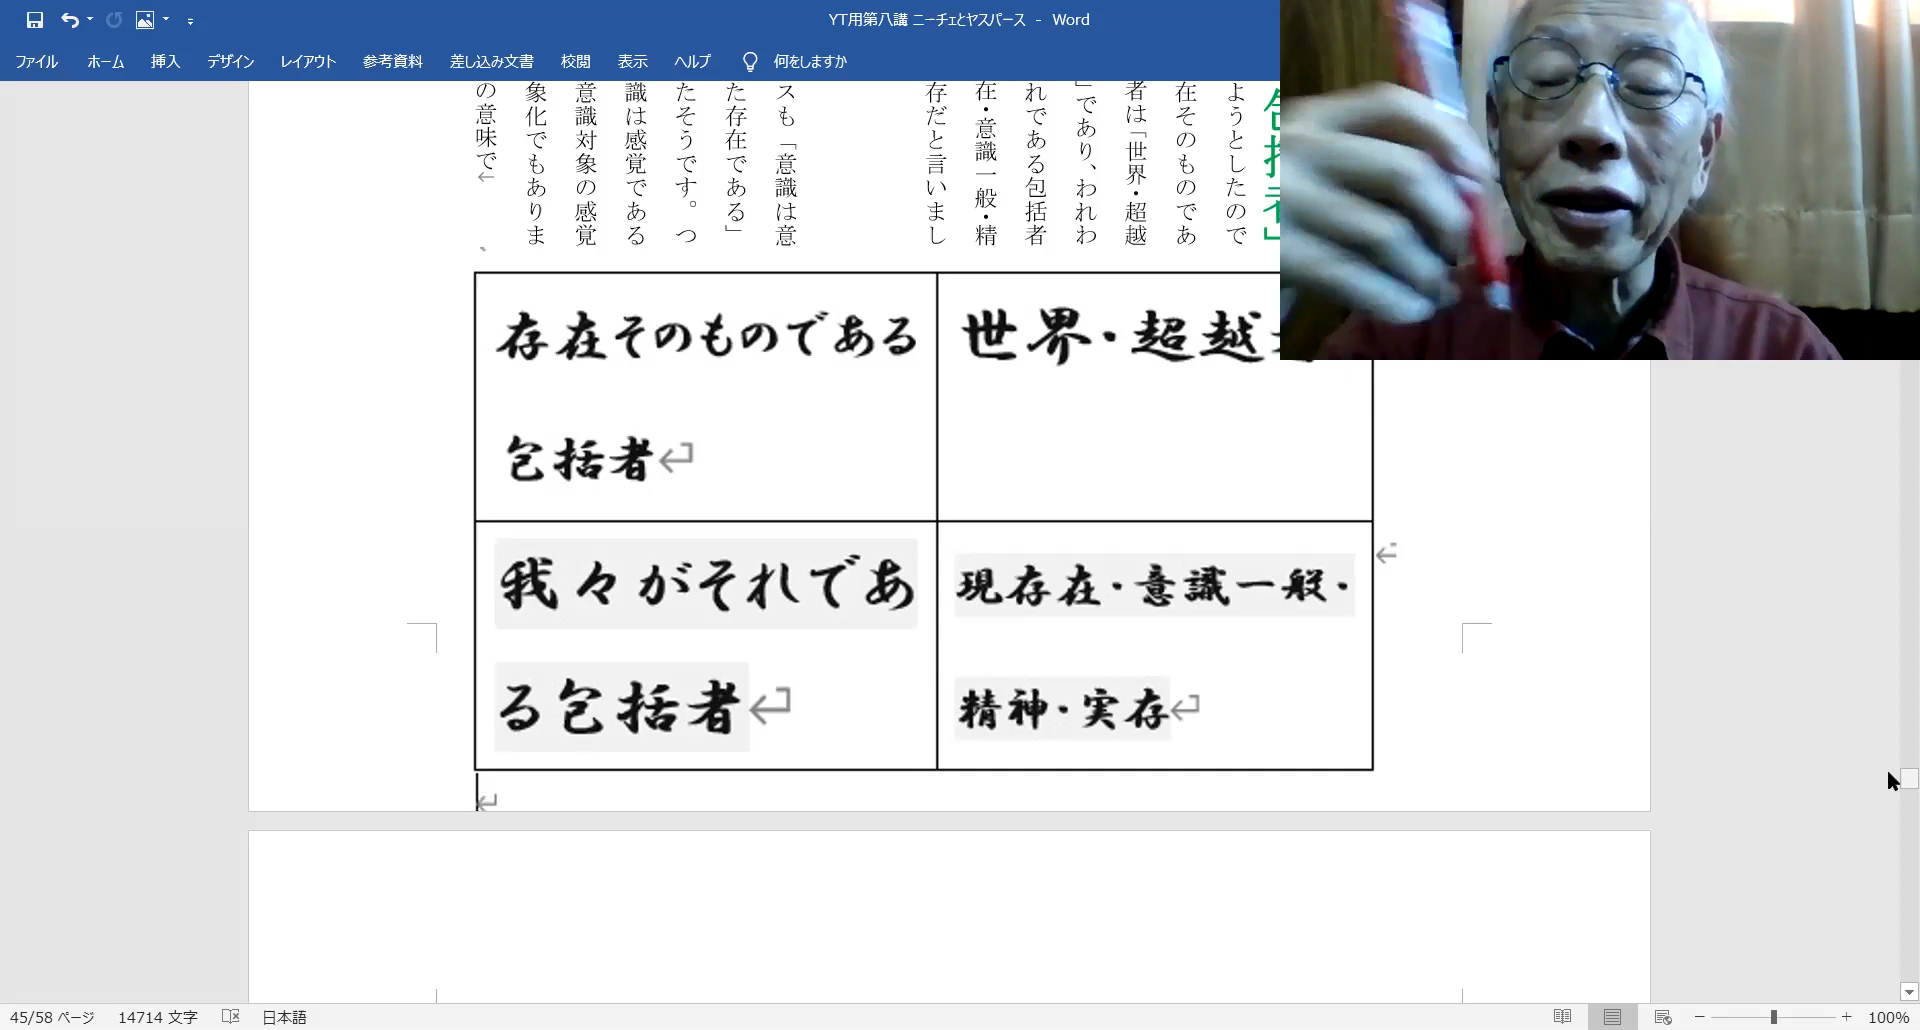 YT用第八講 ニーチェとヤスパース - Word
ファイル ホーム 挿入 デザイン レイアウト 参考資料 差し込み文書 校閲 表示 ヘルプ 何をしますか
ようとしたので
在そのものであ
者は「世界・超越
」であり、われわ
れである包括者
在・意識一般・精
存だと言いまし
スも「意識は意
た存在である」
たそうです。つ
識は感覚である
意識対象の感覚
象化でもありま
の意味で
存在そのものである
包括者
世界・超越
我々がそれであ
る包括者
現存在・意識一般・
精神・実存
45/58 ページ 14714 文字 日本語 100%